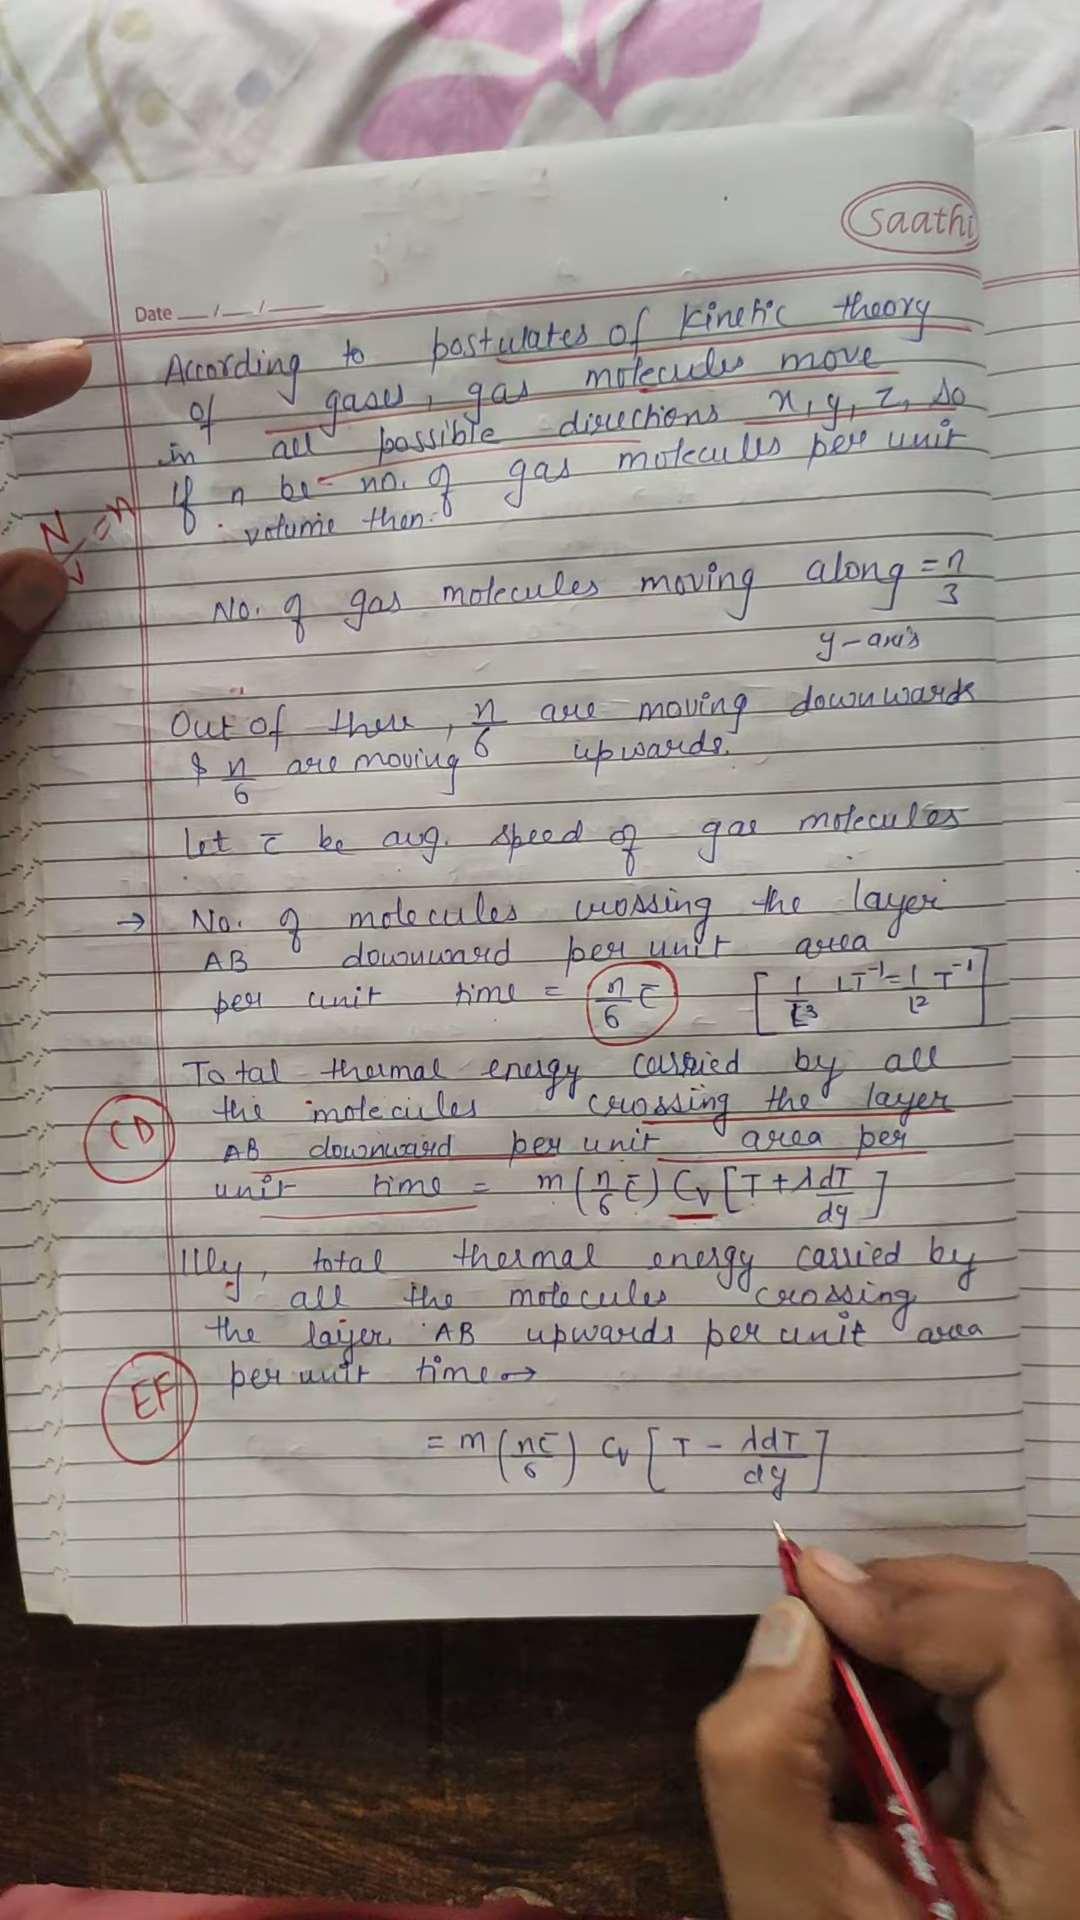 Saathi
Date __/__/____
According to postulates of kinetic theory
of gases, gas molecules move
in all possible directions x, y, z, so
if n be no. of gas molecules per unit
volume then.
N/V = n
No. of gas molecules moving along = n/3
y-axis
Out of these, n/6 are moving downwards
& n/6 are moving upwards.
Let c̄ be avg. speed of gas molecules
→ No. of molecules crossing the layer
AB downward per unit area
per unit time = n/6 c̄ [1/L³ LT⁻¹ = 1/L² T⁻¹]
Total thermal energy carried by all
the molecules crossing the layer
CD
AB downward per unit area per
unit time = m(n/6 c̄) Cv [T + λdT/dy]
Illly, total thermal energy carried by
all the molecules crossing
the layer AB upwards per unit area
EF
per unit time →
= m(nc̄/6) Cv [T - λdT/dy]